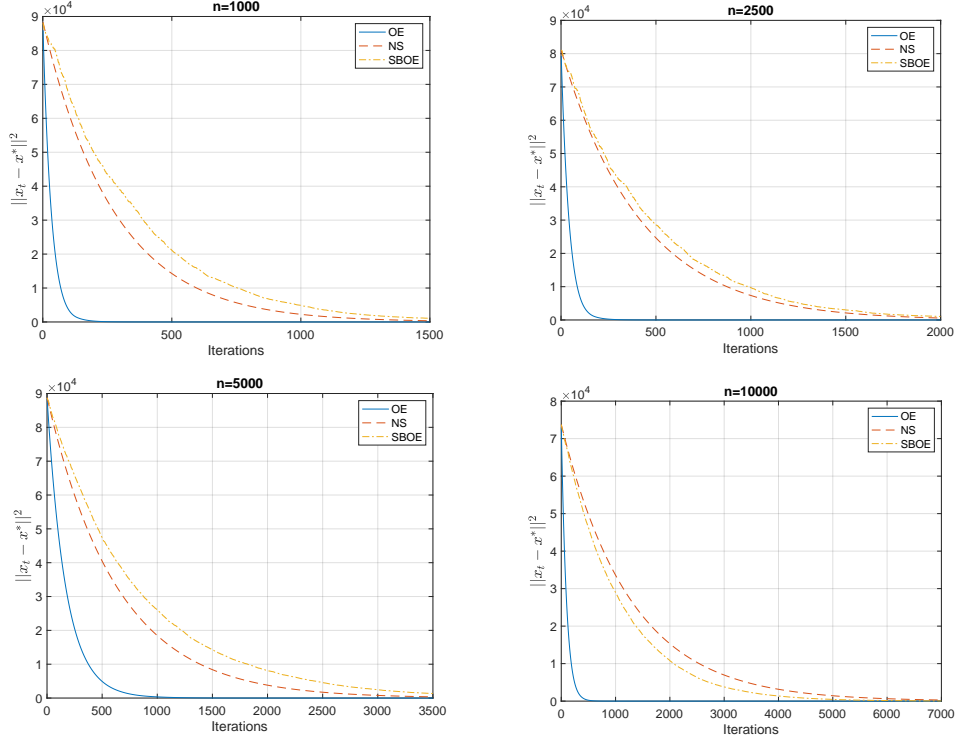 n=1000
×10^4
9
8
7
6
5
4
3
2
1
0
||x_t − x*||^2
0 500 1000 1500
Iterations
OE
NS
SBOE
n=2500
×10^4
9
8
7
6
5
4
3
2
1
0
||x_t − x*||^2
0 500 1000 1500 2000
Iterations
OE
NS
SBOE
n=5000
×10^4
9
8
7
6
5
4
3
2
1
0
||x_t − x*||^2
0 500 1000 1500 2000 2500 3000 3500
Iterations
OE
NS
SBOE
n=10000
×10^4
8
7
6
5
4
3
2
1
0
||x_t − x*||^2
0 1000 2000 3000 4000 5000 6000 7000
Iterations
OE
NS
SBOE